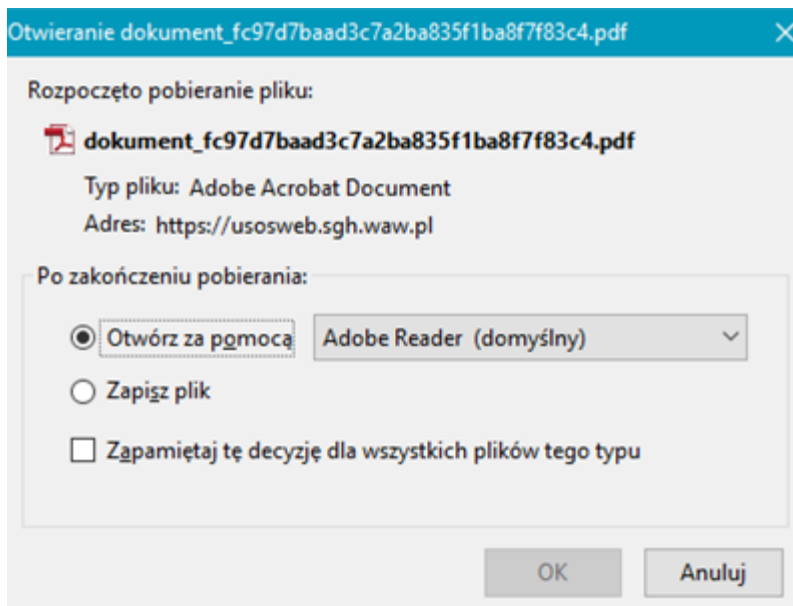 Otwieranie dokument_fc97d7baad3c7a2ba835f1ba8f7f83c4.pdf
Rozpoczęto pobieranie pliku:
dokument_fc97d7baad3c7a2ba835f1ba8f7f83c4.pdf
Typ pliku: Adobe Acrobat Document
Adres: https://usosweb.sgh.waw.pl
Po zakończeniu pobierania:
Otwórz za pomocą Adobe Reader (domyślny)
Zapisz plik
Zapamiętaj tę decyzję dla wszystkich plików tego typu
OK Anuluj